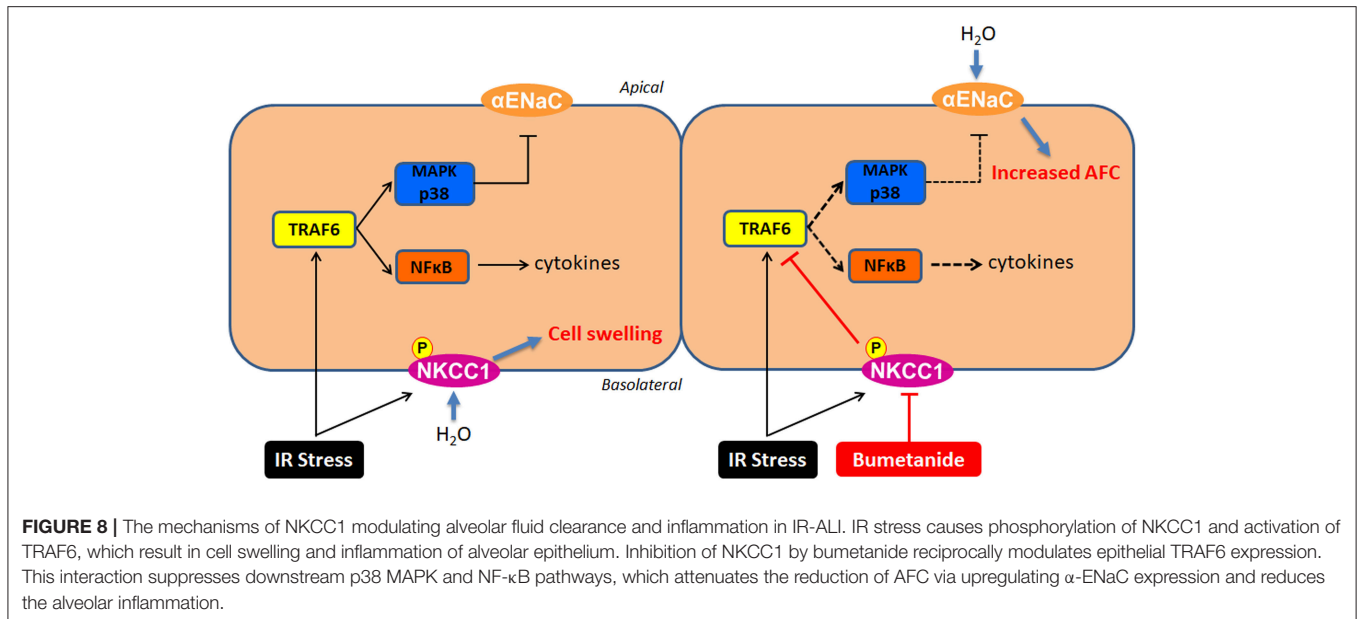 H₂O
αENaC
Apical
αENaC
MAPK
p38
Increased AFC
MAPK
p38
TRAF6
TRAF6
NFκB
cytokines
NFκB
cytokines
Cell swelling
P
P
NKCC1
NKCC1
Basolateral
H₂O
IR Stress
IR Stress
Bumetanide
FIGURE 8 | The mechanisms of NKCC1 modulating alveolar fluid clearance and inflammation in IR-ALI. IR stress causes phosphorylation of NKCC1 and activation of
TRAF6, which result in cell swelling and inflammation of alveolar epithelium. Inhibition of NKCC1 by bumetanide reciprocally modulates epithelial TRAF6 expression.
This interaction suppresses downstream p38 MAPK and NF-κB pathways, which attenuates the reduction of AFC via upregulating α-ENaC expression and reduces
the alveolar inflammation.